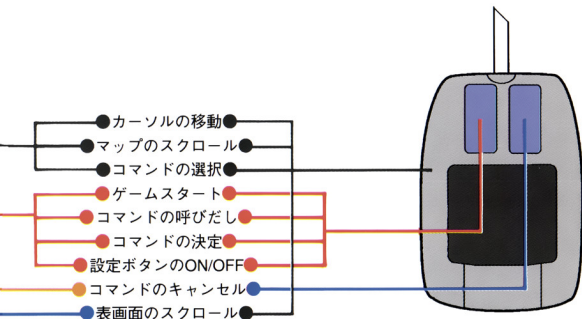 カーソルの移動
マップのスクロール
コマンドの選択
ゲームスタート
コマンドの呼びだし
コマンドの決定
設定ボタンのON/OFF
コマンドのキャンセル
表画面のスクロール